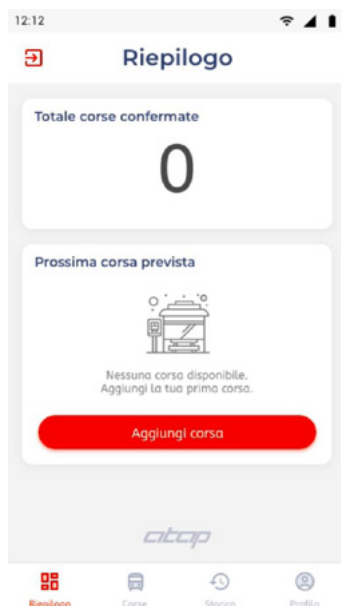 12:12
Riepilogo
Totale corse confermate
0
Prossima corsa prevista
Nessuna corsa disponibile.
Aggiungi la tua prima corsa.
Aggiungi corsa
atap
Riepilogo Corse Storico Profilo